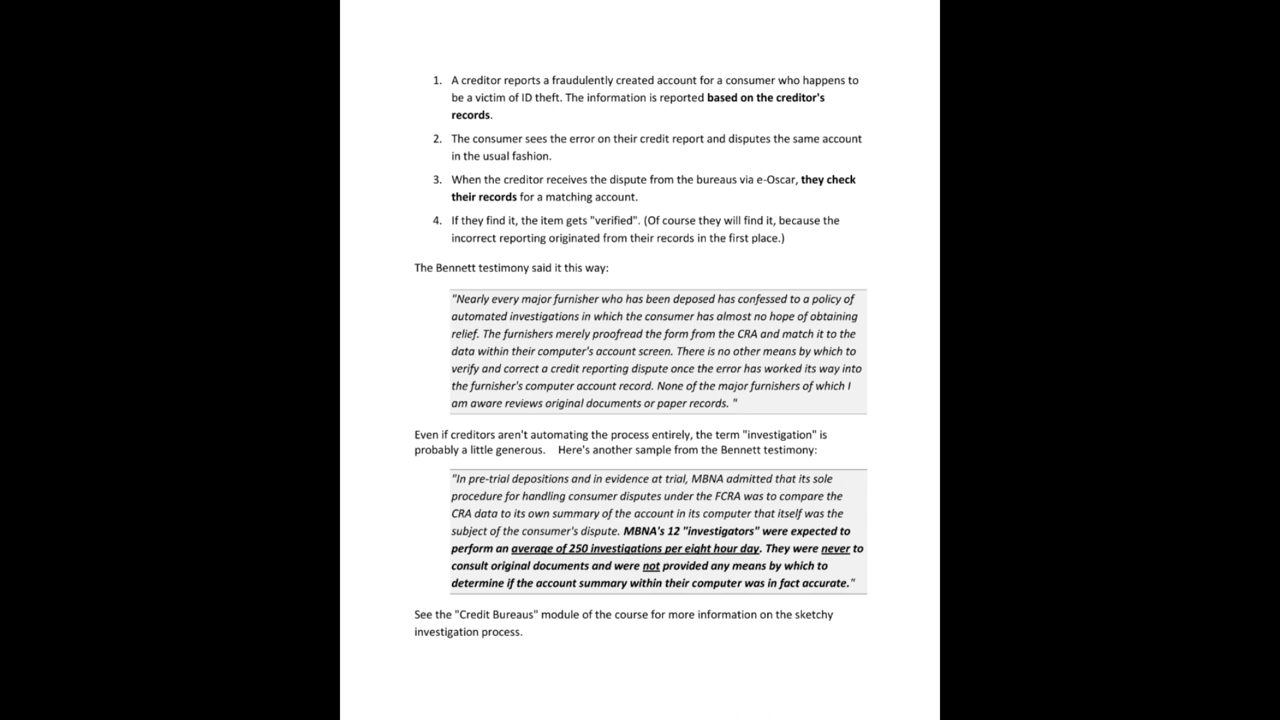 1. A creditor reports a fraudulently created account for a consumer who happens to
be a victim of ID theft. The information is reported based on the creditor's
records.
2. The consumer sees the error on their credit report and disputes the same account
in the usual fashion.
3. When the creditor receives the dispute from the bureaus via e-Oscar, they check
their records for a matching account.
4. If they find it, the item gets "verified". (Of course they will find it, because the
incorrect reporting originated from their records in the first place.)
The Bennett testimony said it this way:
"Nearly every major furnisher who has been deposed has confessed to a policy of
automated investigations in which the consumer has almost no hope of obtaining
relief. The furnishers merely proofread the form from the CRA and match it to the
data within their computer's account screen. There is no other means by which to
verify and correct a credit reporting dispute once the error has worked its way into
the furnisher's computer account record. None of the major furnishers of which I
am aware reviews original documents or paper records. "
Even if creditors aren't automating the process entirely, the term "investigation" is
probably a little generous. Here's another sample from the Bennett testimony:
"In pre-trial depositions and in evidence at trial, MBNA admitted that its sole
procedure for handling consumer disputes under the FCRA was to compare the
CRA data to its own summary of the account in its computer that itself was the
subject of the consumer's dispute. MBNA's 12 "investigators" were expected to
perform an average of 250 investigations per eight hour day. They were never to
consult original documents and were not provided any means by which to
determine if the account summary within their computer was in fact accurate."
See the "Credit Bureaus" module of the course for more information on the sketchy
investigation process.